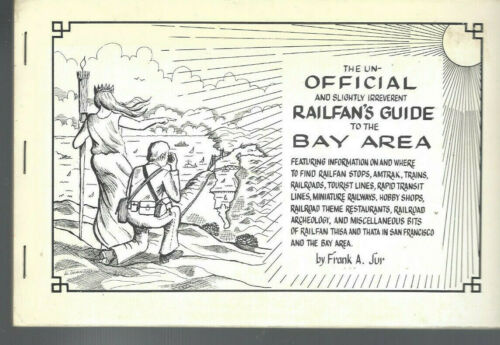 THE UN-
OFFICIAL
AND SLIGHTLY IRREVERENT
RAILFAN'S GUIDE
TO THE
BAY AREA
FEATURING INFORMATION ON AND WHERE
TO FIND RAILFAN STOPS, AMTRAK, TRAINS,
RAILROADS, TOURIST LINES, RAPID TRANSIT
LINES, MINIATURE RAILWAYS, HOBBY SHOPS,
RAILROAD THEME RESTAURANTS, RAILROAD
ARCHEOLOGY, AND MISCELLANEOUS BITS
OF RAILFAN THISA AND THATA IN SAN FRANCISCO
AND THE BAY AREA.
by Frank A. Jur